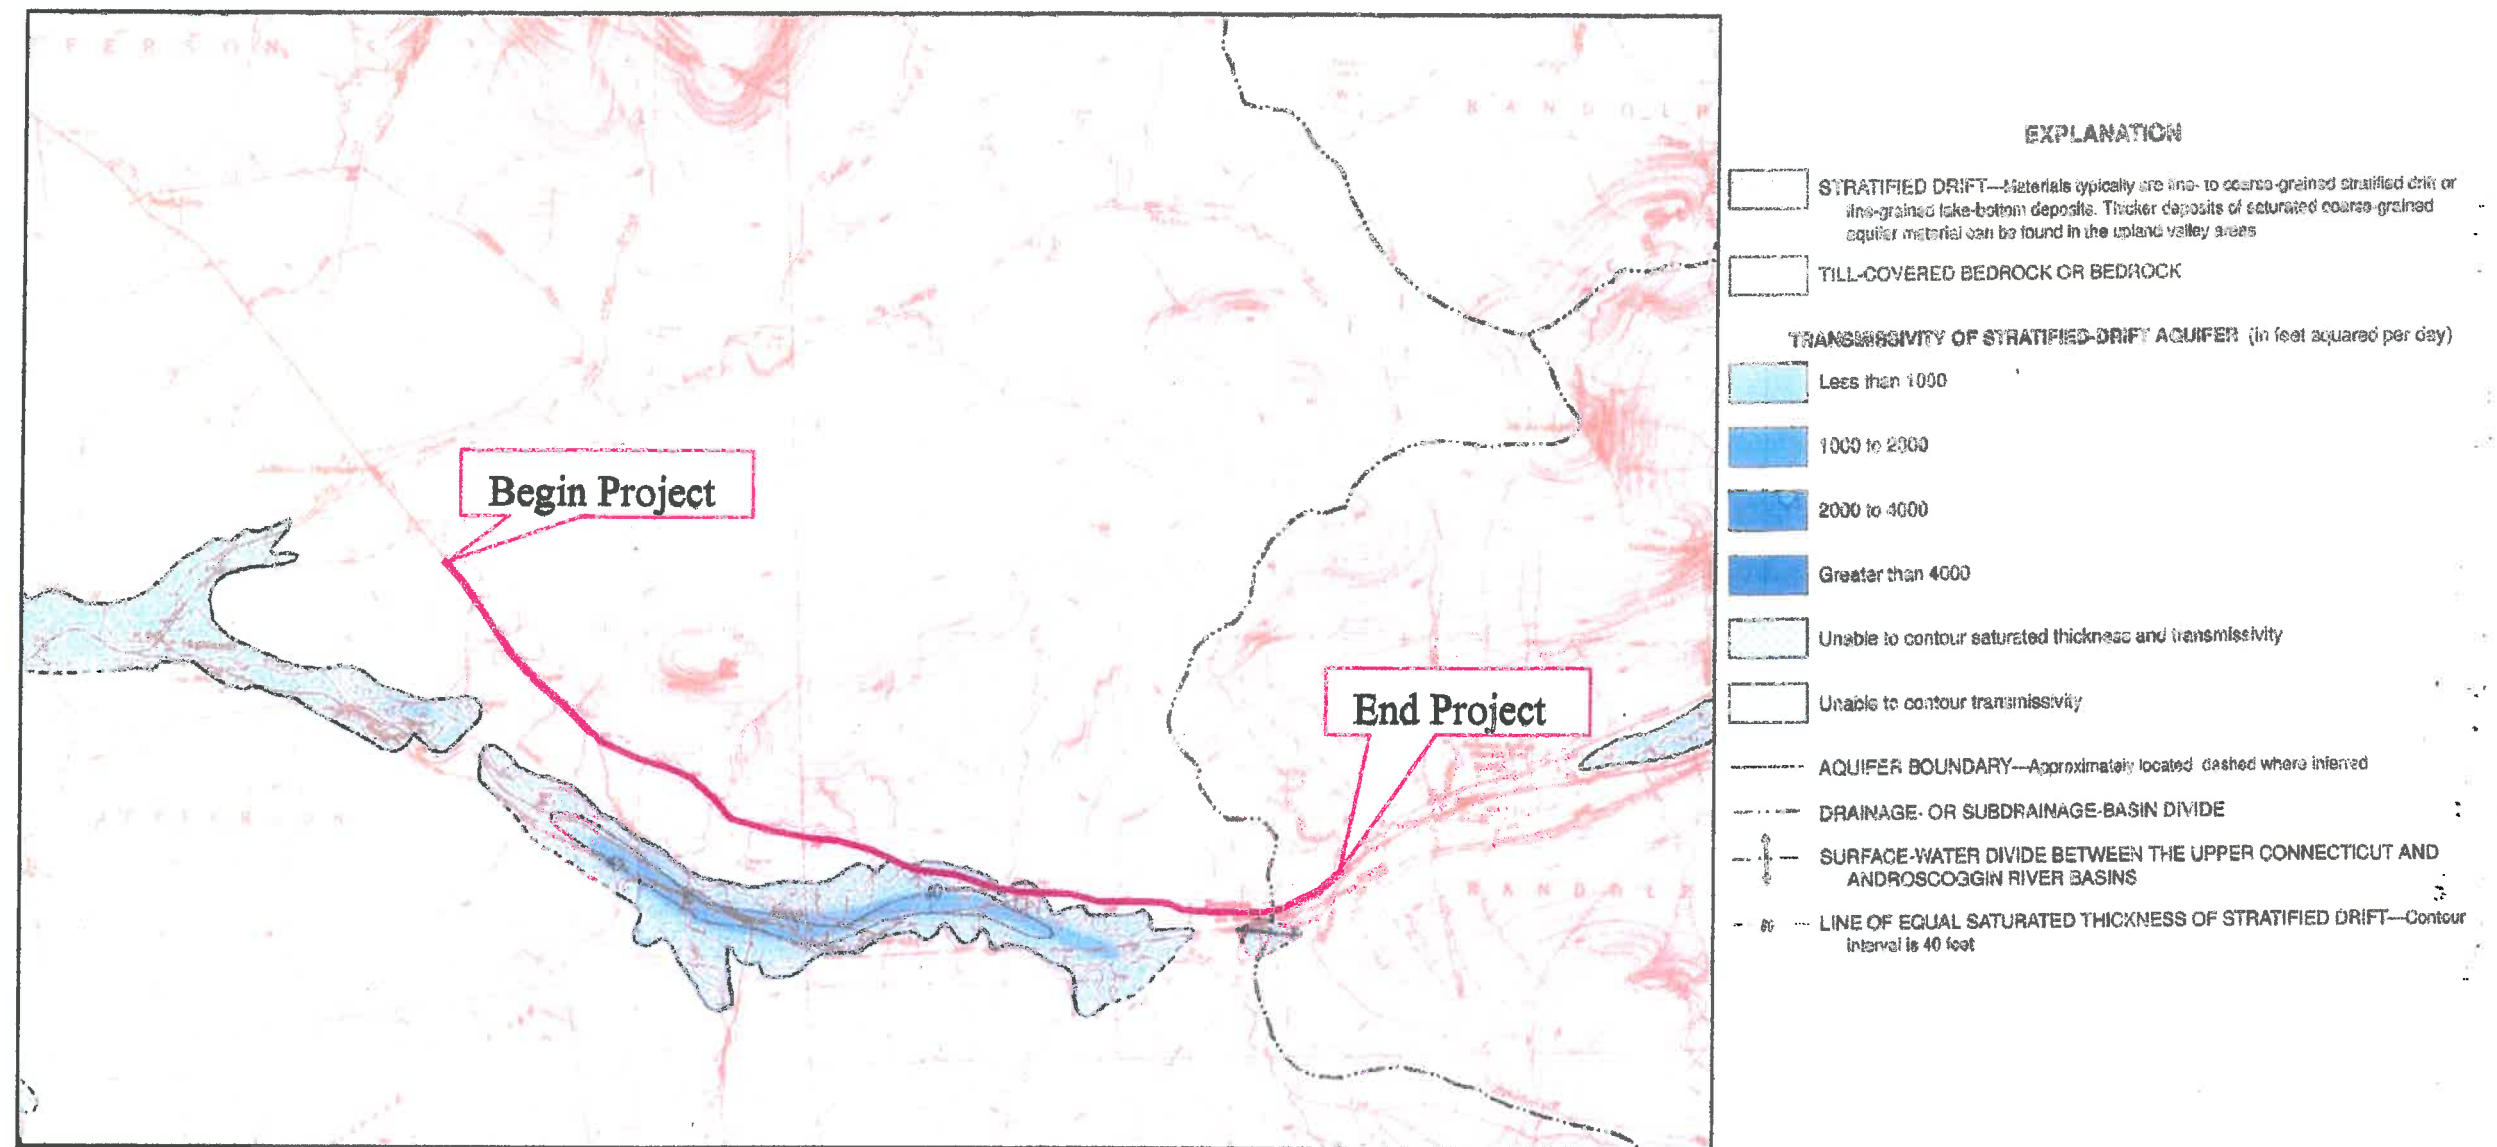 Begin Project
End Project
EXPLANATION
STRATIFIED DRIFT—Materials typically are fine- to coarse-grained stratified drift or
fine-grained lake-bottom deposits. Thicker deposits of saturated coarse-grained
aquifer material can be found in the upland valley areas
TILL-COVERED BEDROCK OR BEDROCK
TRANSMISSIVITY OF STRATIFIED-DRIFT AQUIFER (in feet squared per day)
Less than 1000
1000 to 2000
2000 to 4000
Greater than 4000
Unable to contour saturated thickness and transmissivity
Unable to contour transmissivity
AQUIFER BOUNDARY—Approximately located dashed where inferred
DRAINAGE- OR SUBDRAINAGE-BASIN DIVIDE
SURFACE-WATER DIVIDE BETWEEN THE UPPER CONNECTICUT AND
ANDROSCOGGIN RIVER BASINS
80 LINE OF EQUAL SATURATED THICKNESS OF STRATIFIED DRIFT—Contour
interval is 40 feet